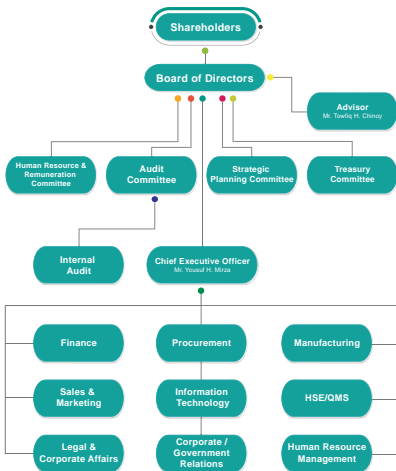 Shareholders
Board of Directors
Advisor
Mr. Towfiq H. Chinoy
Human Resource &
Remuneration
Committee
Audit
Committee
Strategic
Planning Committee
Treasury
Committee
Internal
Audit
Chief Executive Officer
Mr. Yousuf H. Mirza
Finance
Procurement
Manufacturing
Sales &
Marketing
Information
Technology
HSE/QMS
Legal &
Corporate Affairs
Corporate /
Government
Relations
Human Resource
Management